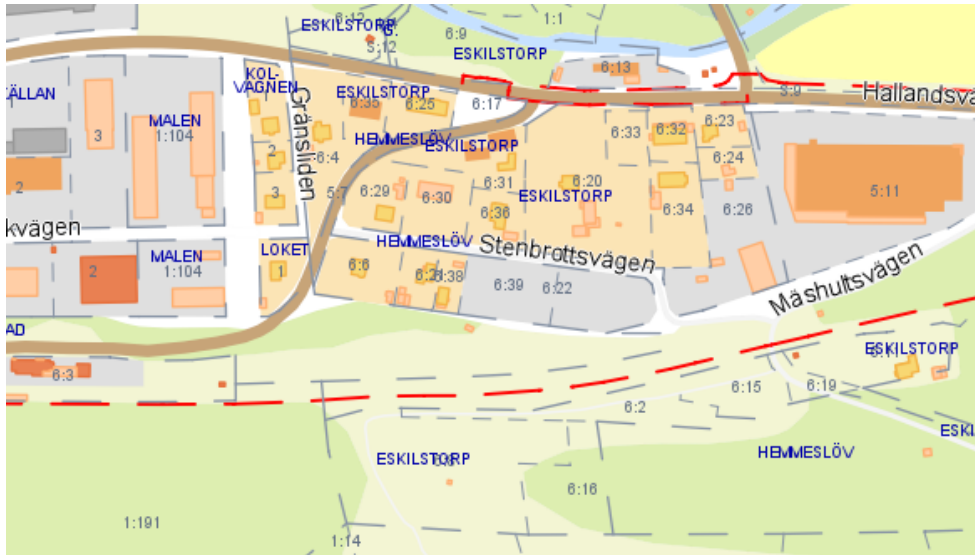 ESKILSTORP
6:12
G.
S:12
6:9
1:1
ESKILSTORP
6:13
KOL-
VAGNEN
ESKILSTORP
6:35
6:25
6:17
S:9
Hallandsvä
KÄLLAN
MALEN
1:104
3
Gränsliden
HEMMESLÖV
ESKILSTORP
6:33
6:32
6:23
6:24
2
6:4
2
3
5:7
6:29
6:30
6:31
6:20
ESKILSTORP
6:34
6:26
5:11
6:36
kvägen
LOKET
HEMMESLÖV
Stenbrottsvägen
MALEN
1:104
2
1
6:6
6:38
6:39
6:22
Mäshultsvägen
AD
6:3
ESKILSTORP
6:15
6:19
6:2
ESKILSTORP
HEMMESLÖV
ESKI
6:16
1:191
1:14